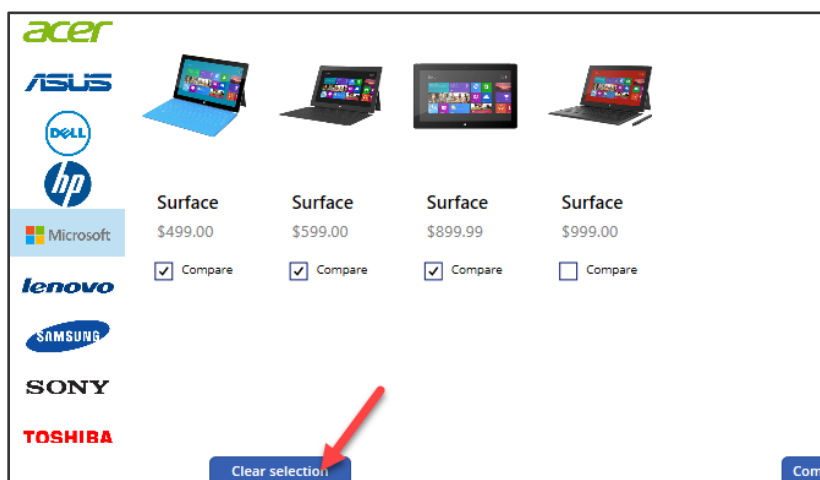 acer
ASUS
DELL
hp
Microsoft
lenovo
SAMSUNG
SONY
TOSHIBA
Surface Surface Surface Surface
$499.00 $599.00 $899.99 $999.00
Compare Compare Compare Compare
Clear selection
Com